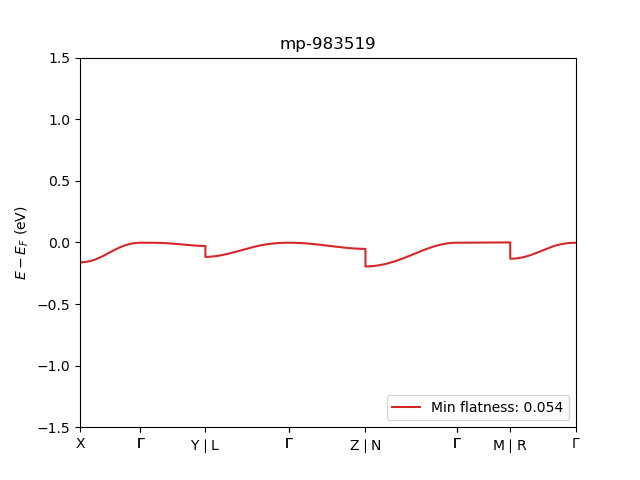 mp-983519
E − E_F (eV)
1.5
1.0
0.5
0.0
−0.5
−1.0
−1.5
Min flatness: 0.054
X Γ Y | L Γ Z | N Γ M | R Γ